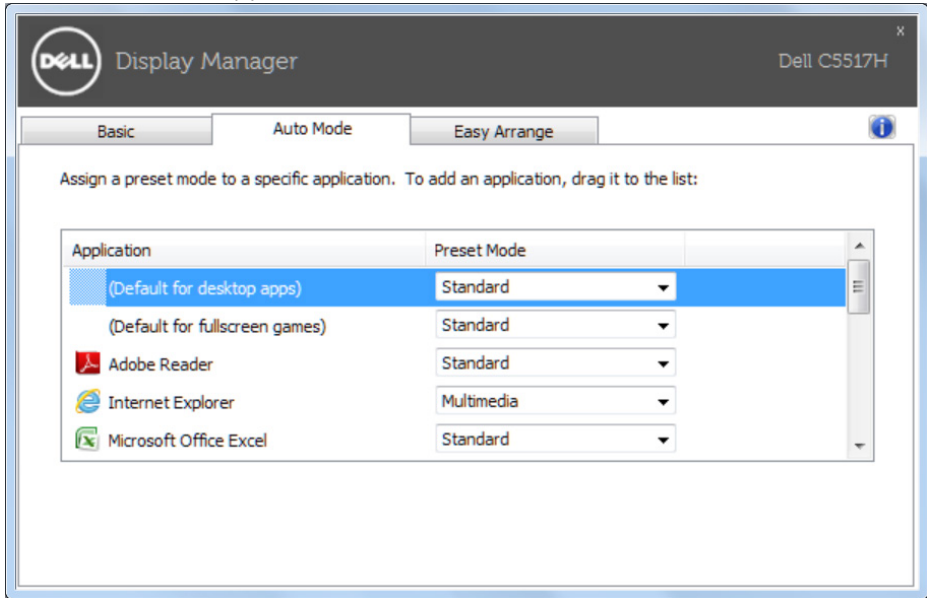 x
DELL Display Manager Dell C5517H
Basic Auto Mode Easy Arrange
Assign a preset mode to a specific application. To add an application, drag it to the list:
Application Preset Mode
(Default for desktop apps) Standard
(Default for fullscreen games) Standard
Adobe Reader Standard
Internet Explorer Multimedia
Microsoft Office Excel Standard